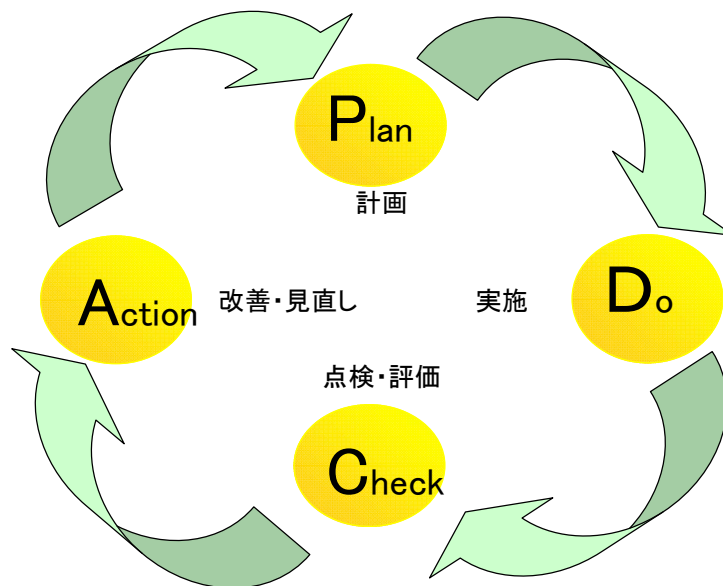 Plan
計画
Action
改善・見直し
実施
Do
点検・評価
Check